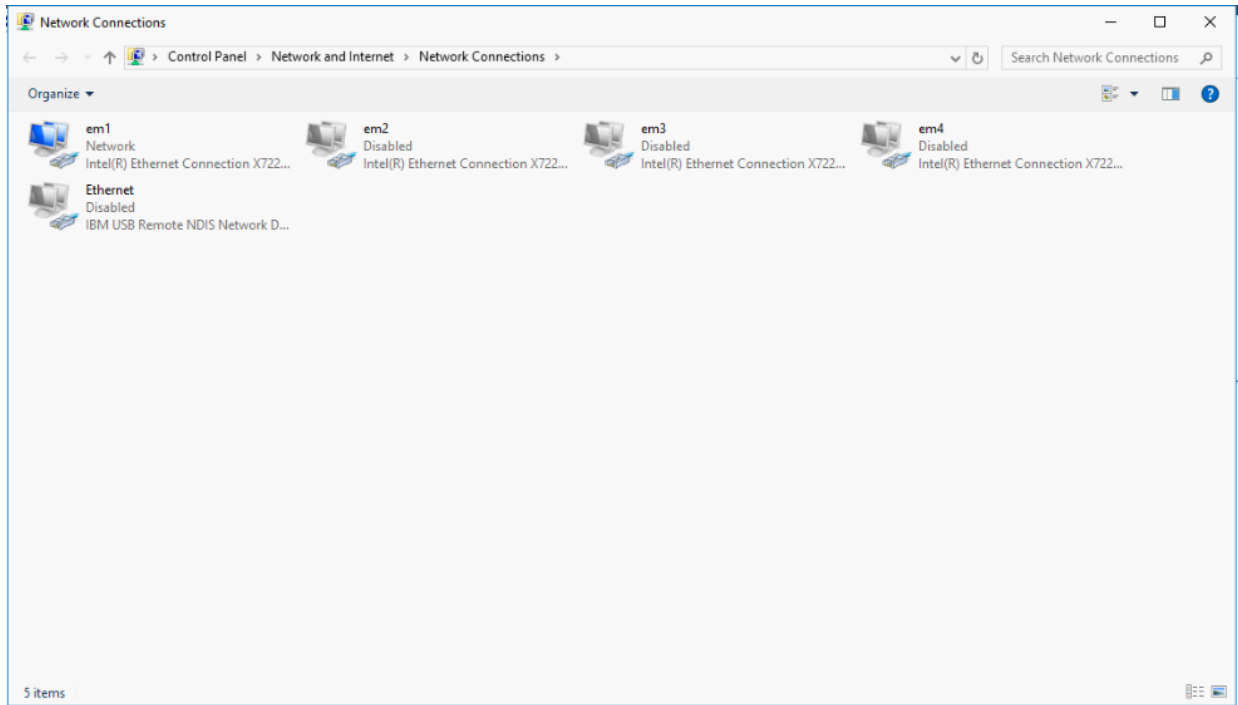 Network Connections
Control Panel > Network and Internet > Network Connections >
Search Network Connections
Organize
em1
Network
Intel(R) Ethernet Connection X722...
em2
Disabled
Intel(R) Ethernet Connection X722...
em3
Disabled
Intel(R) Ethernet Connection X722...
em4
Disabled
Intel(R) Ethernet Connection X722...
Ethernet
Disabled
IBM USB Remote NDIS Network D...
5 items